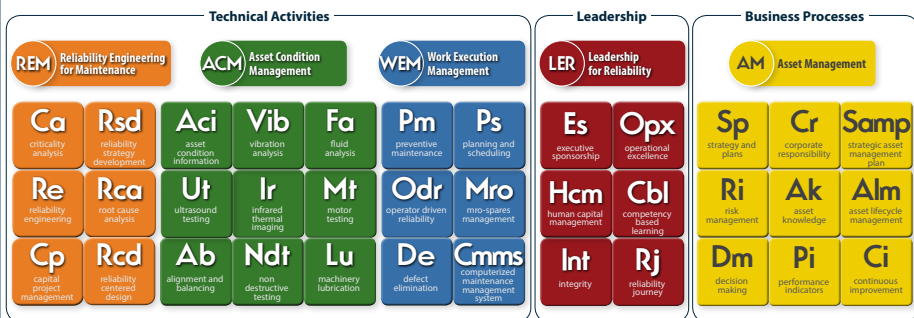 Technical Activities
Leadership
Business Processes
REM
Reliability Engineering
for Maintenance
ACM
Asset Condition
Management
WEM
Work Execution
Management
LER
Leadership
for Reliability
AM
Asset Management
Ca
criticality
analysis
Rsd
reliability
strategy
development
Re
reliability
engineering
Rca
root cause
analysis
Cp
capital
project
management
Rcd
reliability
centered
design
Aci
asset
condition
information
Vib
vibration
analysis
Fa
fluid
analysis
Ut
ultrasound
testing
Ir
infrared
thermal
imaging
Mt
motor
testing
Ab
alignment and
balancing
Ndt
non
destructive
testing
Lu
machinery
lubrication
Pm
preventive
maintenance
Ps
planning and
scheduling
Odr
operator driven
reliability
Mro
mro-spares
management
De
defect
elimination
Cmms
computerized
maintenance
management
system
Es
executive
sponsorship
Opx
operational
excellence
Hcm
human capital
management
Cbl
competency
based
learning
Int
integrity
Rj
reliability
journey
Sp
strategy and
plans
Cr
corporate
responsibility
Samp
strategic asset
management
plan
Ri
risk
management
Ak
asset
knowledge
Alm
asset lifecycle
management
Dm
decision
making
Pi
performance
indicators
Ci
continuous
improvement